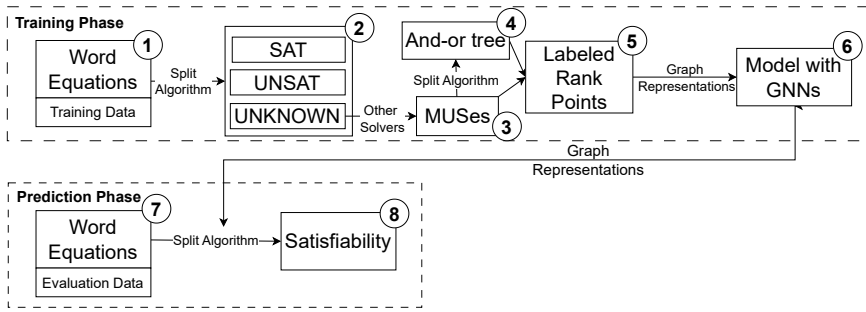 Training Phase
1
Word
Equations
Training Data
Split
Algorithm
2
SAT
UNSAT
UNKNOWN
Other
Solvers
4
And-or tree
Split Algorithm
MUSes
3
5
Labeled
Rank
Points
Graph
Representations
6
Model with
GNNs
Graph
Representations
Prediction Phase
7
Word
Equations
Evaluation Data
Split Algorithm
8
Satisfiability